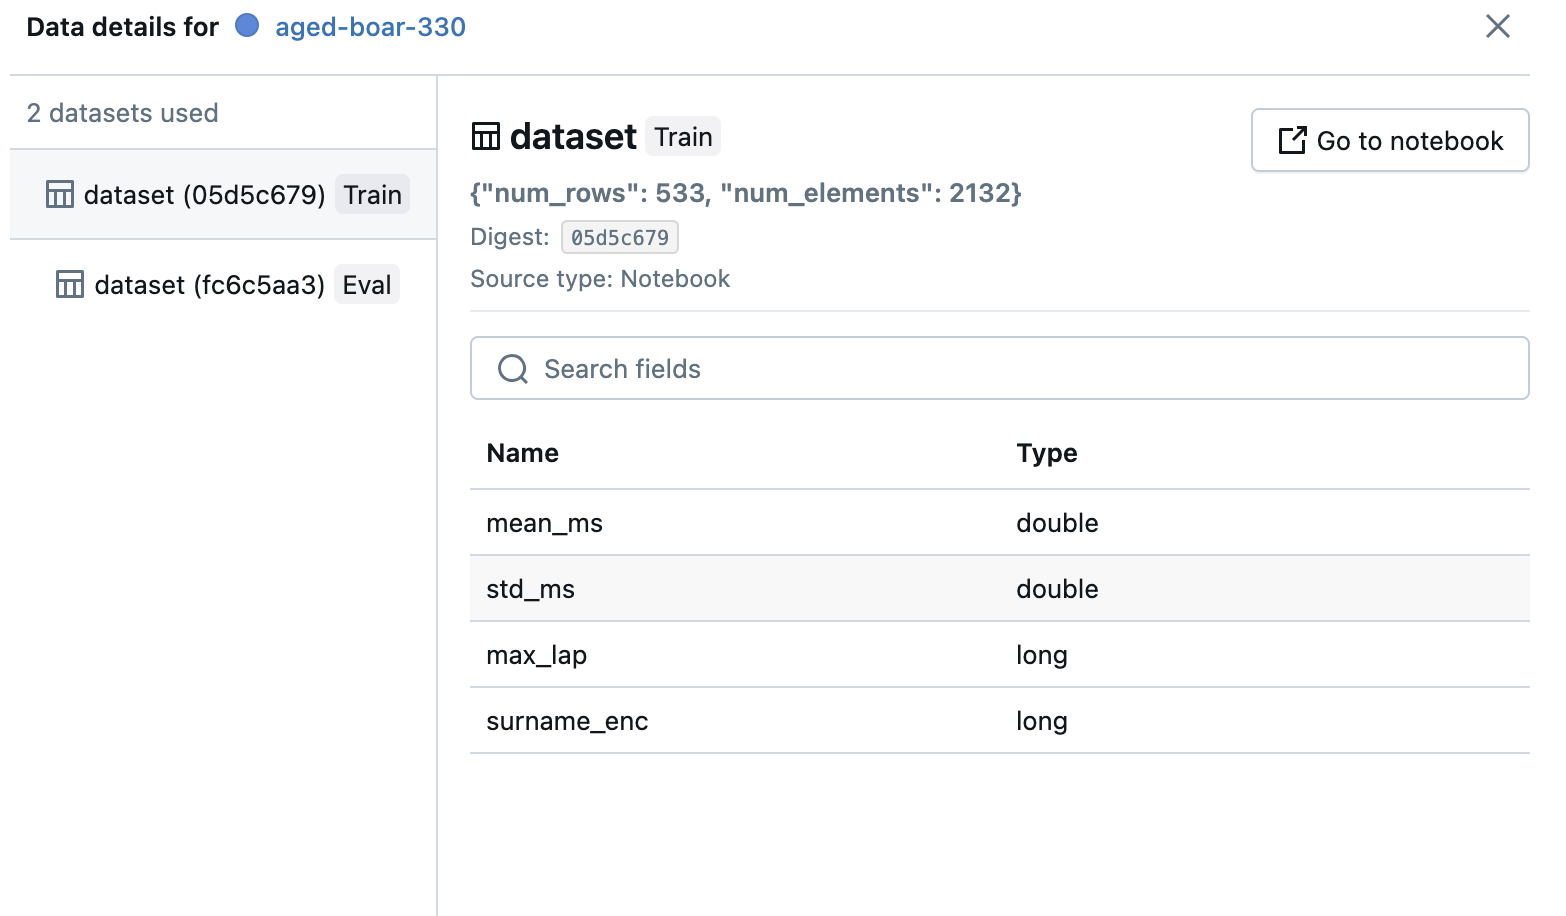 Data details for aged-boar-330
2 datasets used
dataset (05d5c679) Train
dataset (fc6c5aa3) Eval
dataset Train
Go to notebook
{"num_rows": 533, "num_elements": 2132}
Digest: 05d5c679
Source type: Notebook
Search fields
Name Type
mean_ms double
std_ms double
max_lap long
surname_enc long